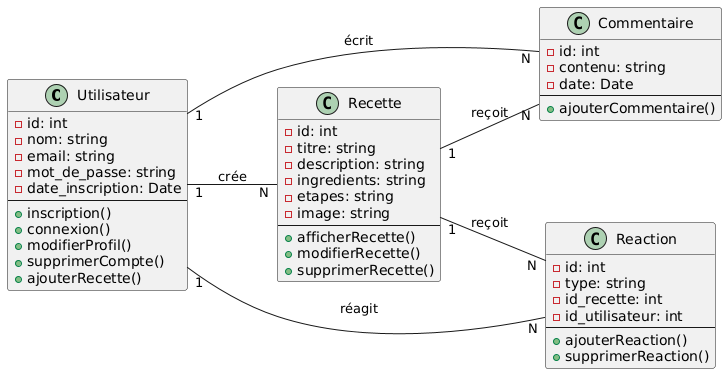 C Utilisateur
id: int
nom: string
email: string
mot_de_passe: string
date_inscription: Date
inscription()
connexion()
modifierProfil()
supprimerCompte()
ajouterRecette()
C Recette
id: int
titre: string
description: string
ingredients: string
etapes: string
image: string
afficherRecette()
modifierRecette()
supprimerRecette()
C Commentaire
id: int
contenu: string
date: Date
ajouterCommentaire()
C Reaction
id: int
type: string
id_recette: int
id_utilisateur: int
ajouterReaction()
supprimerReaction()
écrit
1
N
crée
1
N
reçoit
1
N
reçoit
1
N
réagit
1
N